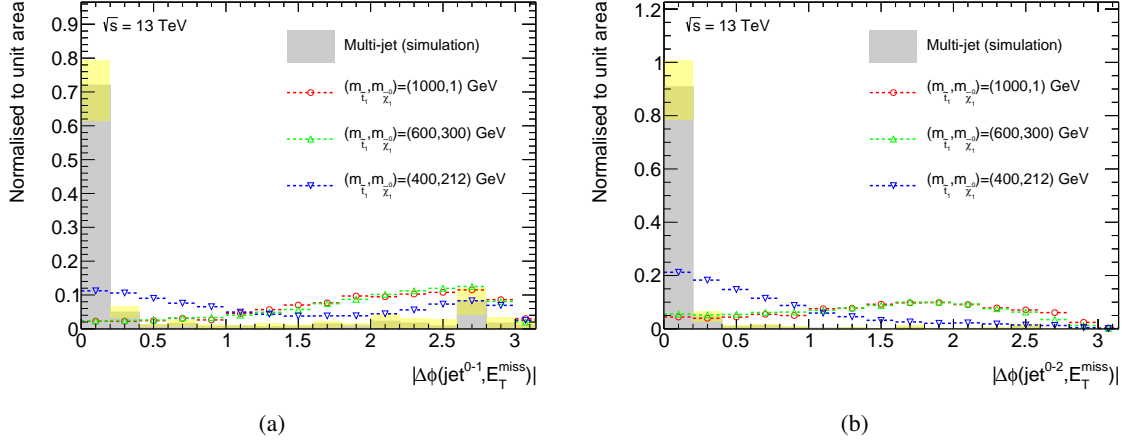 √s = 13 TeV
Normalised to unit area
1
0.9
0.8
0.7
0.6
0.5
0.4
0.3
0.2
0.1
0
Multi-jet (simulation)
(m_t̃₁,m_χ̃₁⁰)=(1000,1) GeV
(m_t̃₁,m_χ̃₁⁰)=(600,300) GeV
(m_t̃₁,m_χ̃₁⁰)=(400,212) GeV
0 0.5 1 1.5 2 2.5 3
|Δϕ(jet⁰⁻¹,E_T^miss)|
(a)
√s = 13 TeV
Normalised to unit area
1.2
1
0.8
0.6
0.4
0.2
0
Multi-jet (simulation)
(m_t̃₁,m_χ̃₁⁰)=(1000,1) GeV
(m_t̃₁,m_χ̃₁⁰)=(600,300) GeV
(m_t̃₁,m_χ̃₁⁰)=(400,212) GeV
0 0.5 1 1.5 2 2.5 3
|Δϕ(jet⁰⁻²,E_T^miss)|
(b)